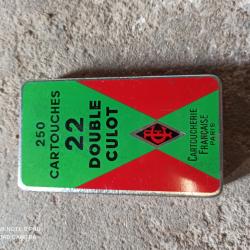 250
CARTOUCHES
22
DOUBLE
CULOT
CARTOUCHERIE
FRANÇAISE
PARIS